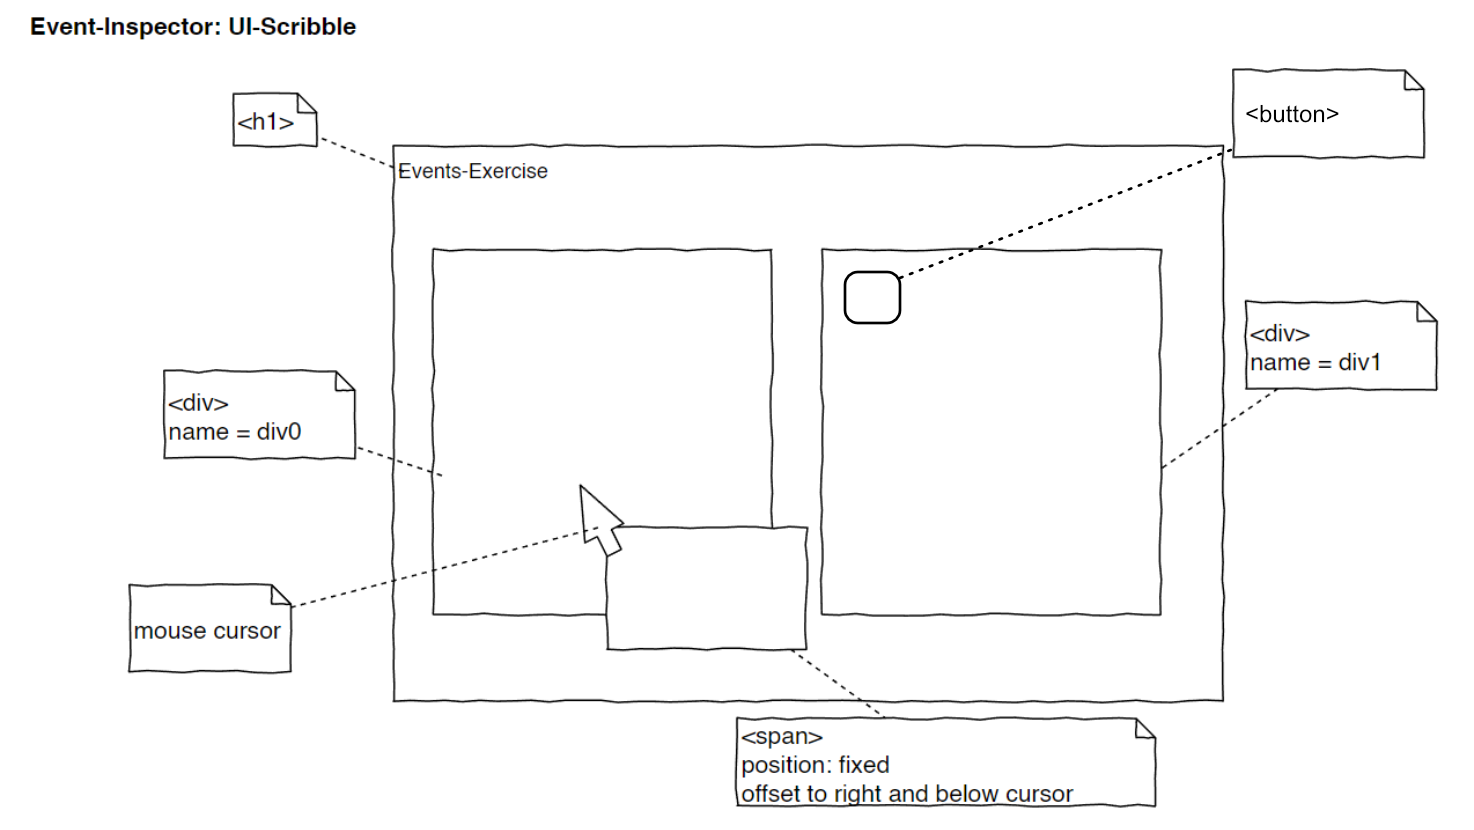 Event-Inspector: UI-Scribble
<h1>
<button>
Events-Exercise
<div>
name = div1
<div>
name = div0
mouse cursor
<span>
position: fixed
offset to right and below cursor